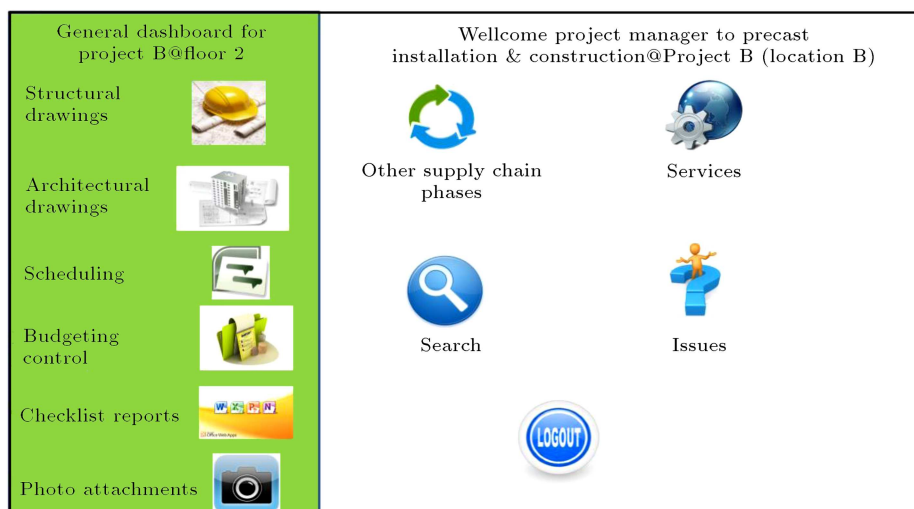 General dashboard for
project B@floor 2
Structural
drawings
Architectural
drawings
Scheduling
Budgeting
control
Checklist reports
Photo attachments
Wellcome project manager to precast
installation & construction@Project B (location B)
Other supply chain
phases
Services
Search
Issues
LOGOUT